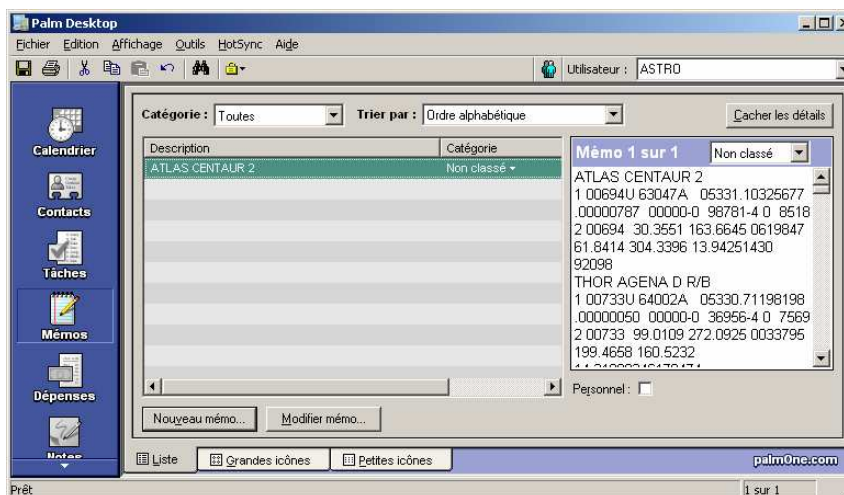 Palm Desktop
Fichier Edition Affichage Outils HotSync Aide
Utilisateur : ASTRO
Catégorie : Toutes Trier par : Ordre alphabétique Cacher les détails
Calendrier
Contacts
Tâches
Mémos
Dépenses
Notes
Description Catégorie
ATLAS CENTAUR 2 Non classé
Mémo 1 sur 1 Non classé
ATLAS CENTAUR 2
1 00694U 63047A 05331.10325677
.00000787 00000-0 98781-4 0 8518
2 00694 30.3551 163.6645 0619847
61.8414 304.3396 13.94251430
92098
THOR AGENA D R/B
1 00733U 64002A 05330.71198198
.00000050 00000-0 36956-4 0 7569
2 00733 99.0109 272.0925 0033795
199.4658 160.5232
Personnel :
Nouveau mémo... Modifier mémo...
Liste Grandes icônes Petites icônes palmOne.com
Prêt 1 sur 1